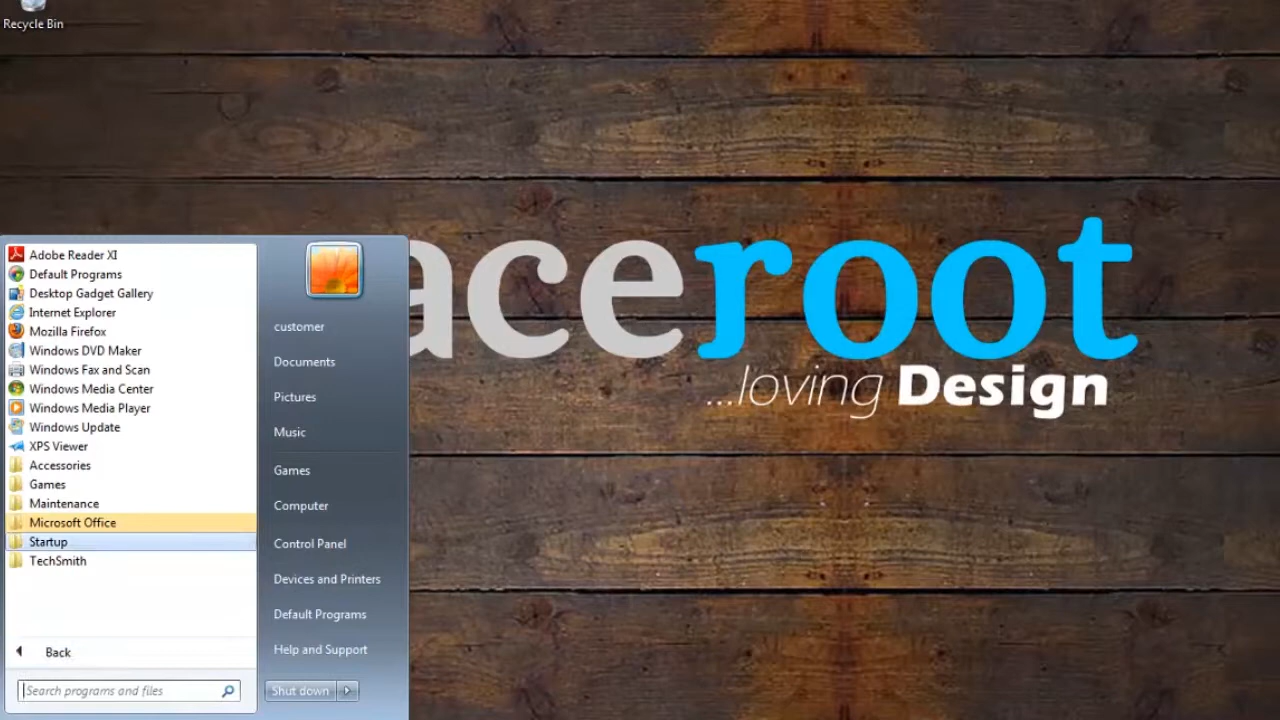 Recycle Bin
Adobe Reader XI
Default Programs
Desktop Gadget Gallery
Internet Explorer
Mozilla Firefox
Windows DVD Maker
Windows Fax and Scan
Windows Media Center
Windows Media Player
Windows Update
XPS Viewer
Accessories
Games
Maintenance
Microsoft Office
Startup
TechSmith
Back
Search programs and files
customer
Documents
Pictures
Music
Games
Computer
Control Panel
Devices and Printers
Default Programs
Help and Support
Shut down
aceroot
...loving Design